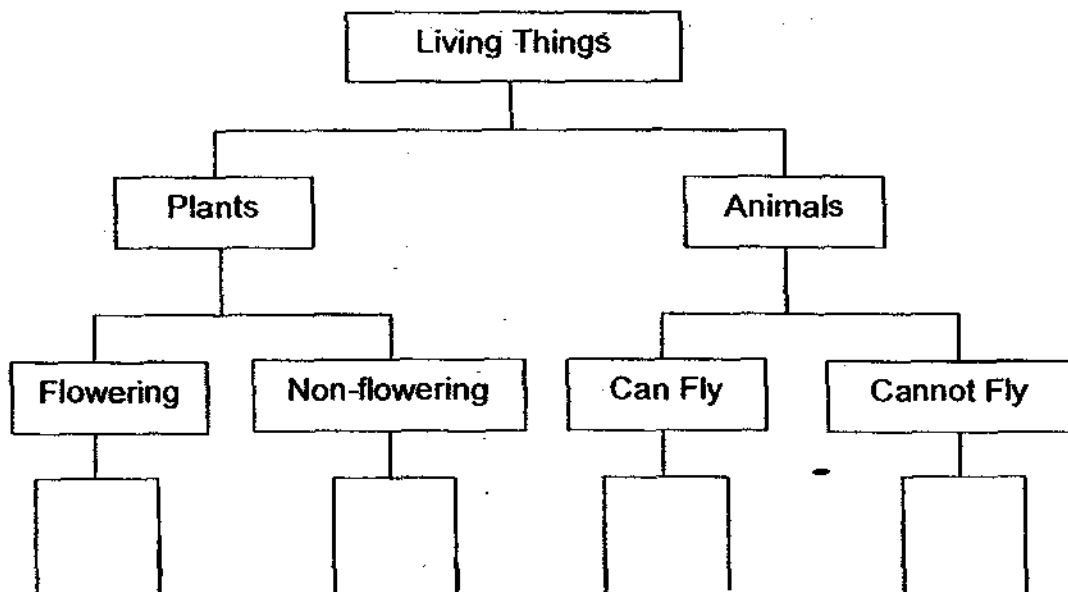 Living Things
Plants
Animals
Flowering
Non-flowering
Can Fly
Cannot Fly